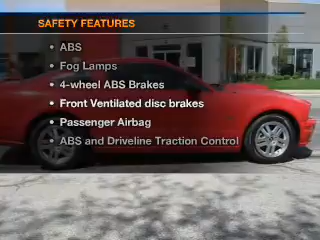 SAFETY FEATURES
• ABS
• Fog Lamps
• 4-wheel ABS Brakes
• Front Ventilated disc brakes
• Passenger Airbag
• ABS and Driveline Traction Control